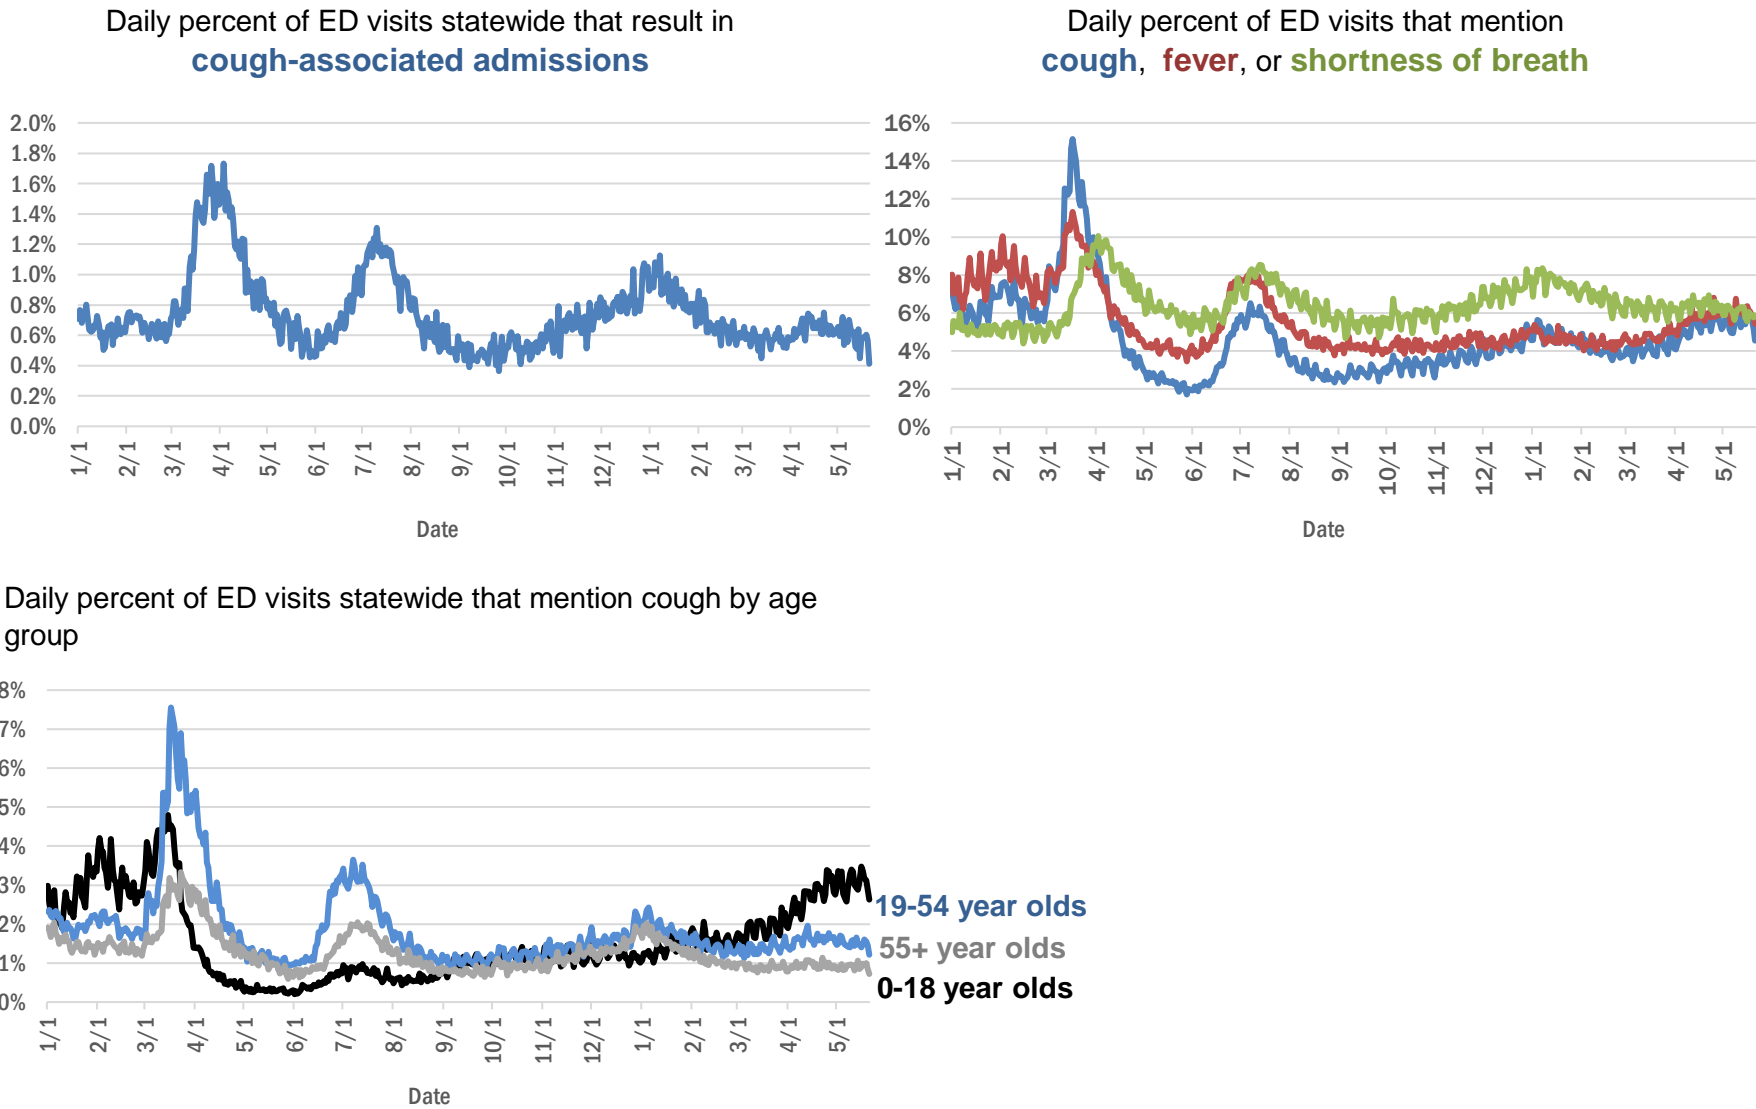 Daily percent of ED visits statewide that result in
cough-associated admissions
2.0%
1.8%
1.6%
1.4%
1.2%
1.0%
0.8%
0.6%
0.4%
0.2%
0.0%
1/1 2/1 3/1 4/1 5/1 6/1 7/1 8/1 9/1 10/1 11/1 12/1 1/1 2/1 3/1 4/1 5/1
Date
Daily percent of ED visits that mention
cough, fever, or shortness of breath
16%
14%
12%
10%
8%
6%
4%
2%
0%
1/1 2/1 3/1 4/1 5/1 6/1 7/1 8/1 9/1 10/1 11/1 12/1 1/1 2/1 3/1 4/1 5/1
Date
Daily percent of ED visits statewide that mention cough by age
group
8%
7%
6%
5%
4%
3%
2%
1%
0%
1/1 2/1 3/1 4/1 5/1 6/1 7/1 8/1 9/1 10/1 11/1 12/1 1/1 2/1 3/1 4/1 5/1
Date
19-54 year olds
55+ year olds
0-18 year olds